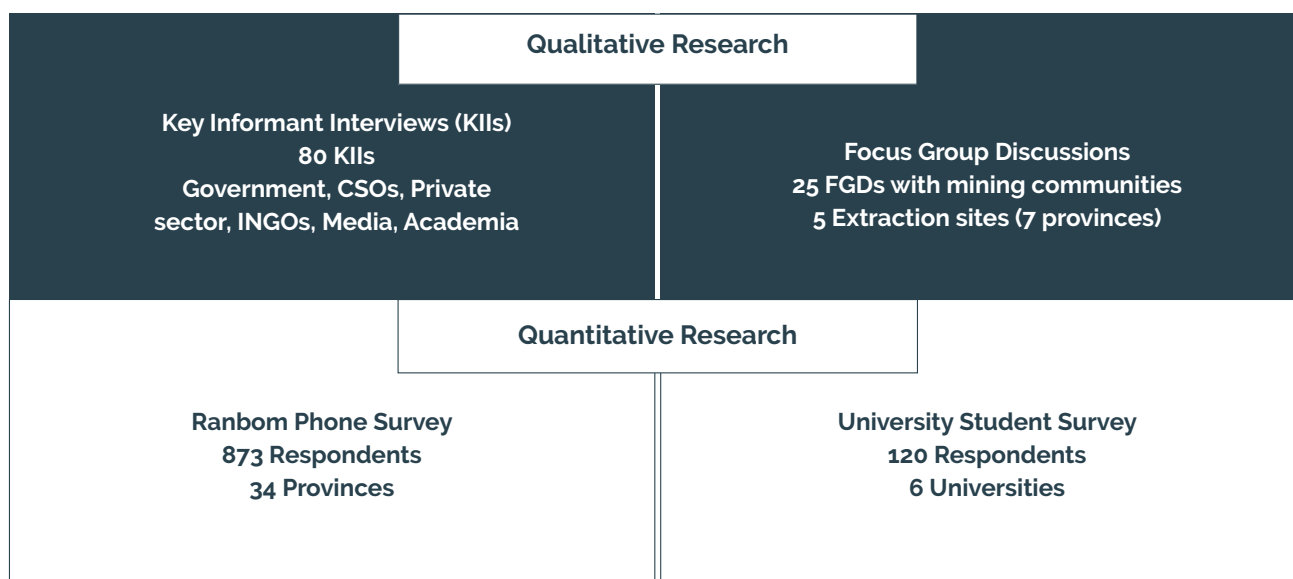 Qualitative Research
Key Informant Interviews (KIIs)
80 KIIs
Government, CSOs, Private
sector, INGOs, Media, Academia
Focus Group Discussions
25 FGDs with mining communities
5 Extraction sites (7 provinces)
Quantitative Research
Ranbom Phone Survey
873 Respondents
34 Provinces
University Student Survey
120 Respondents
6 Universities